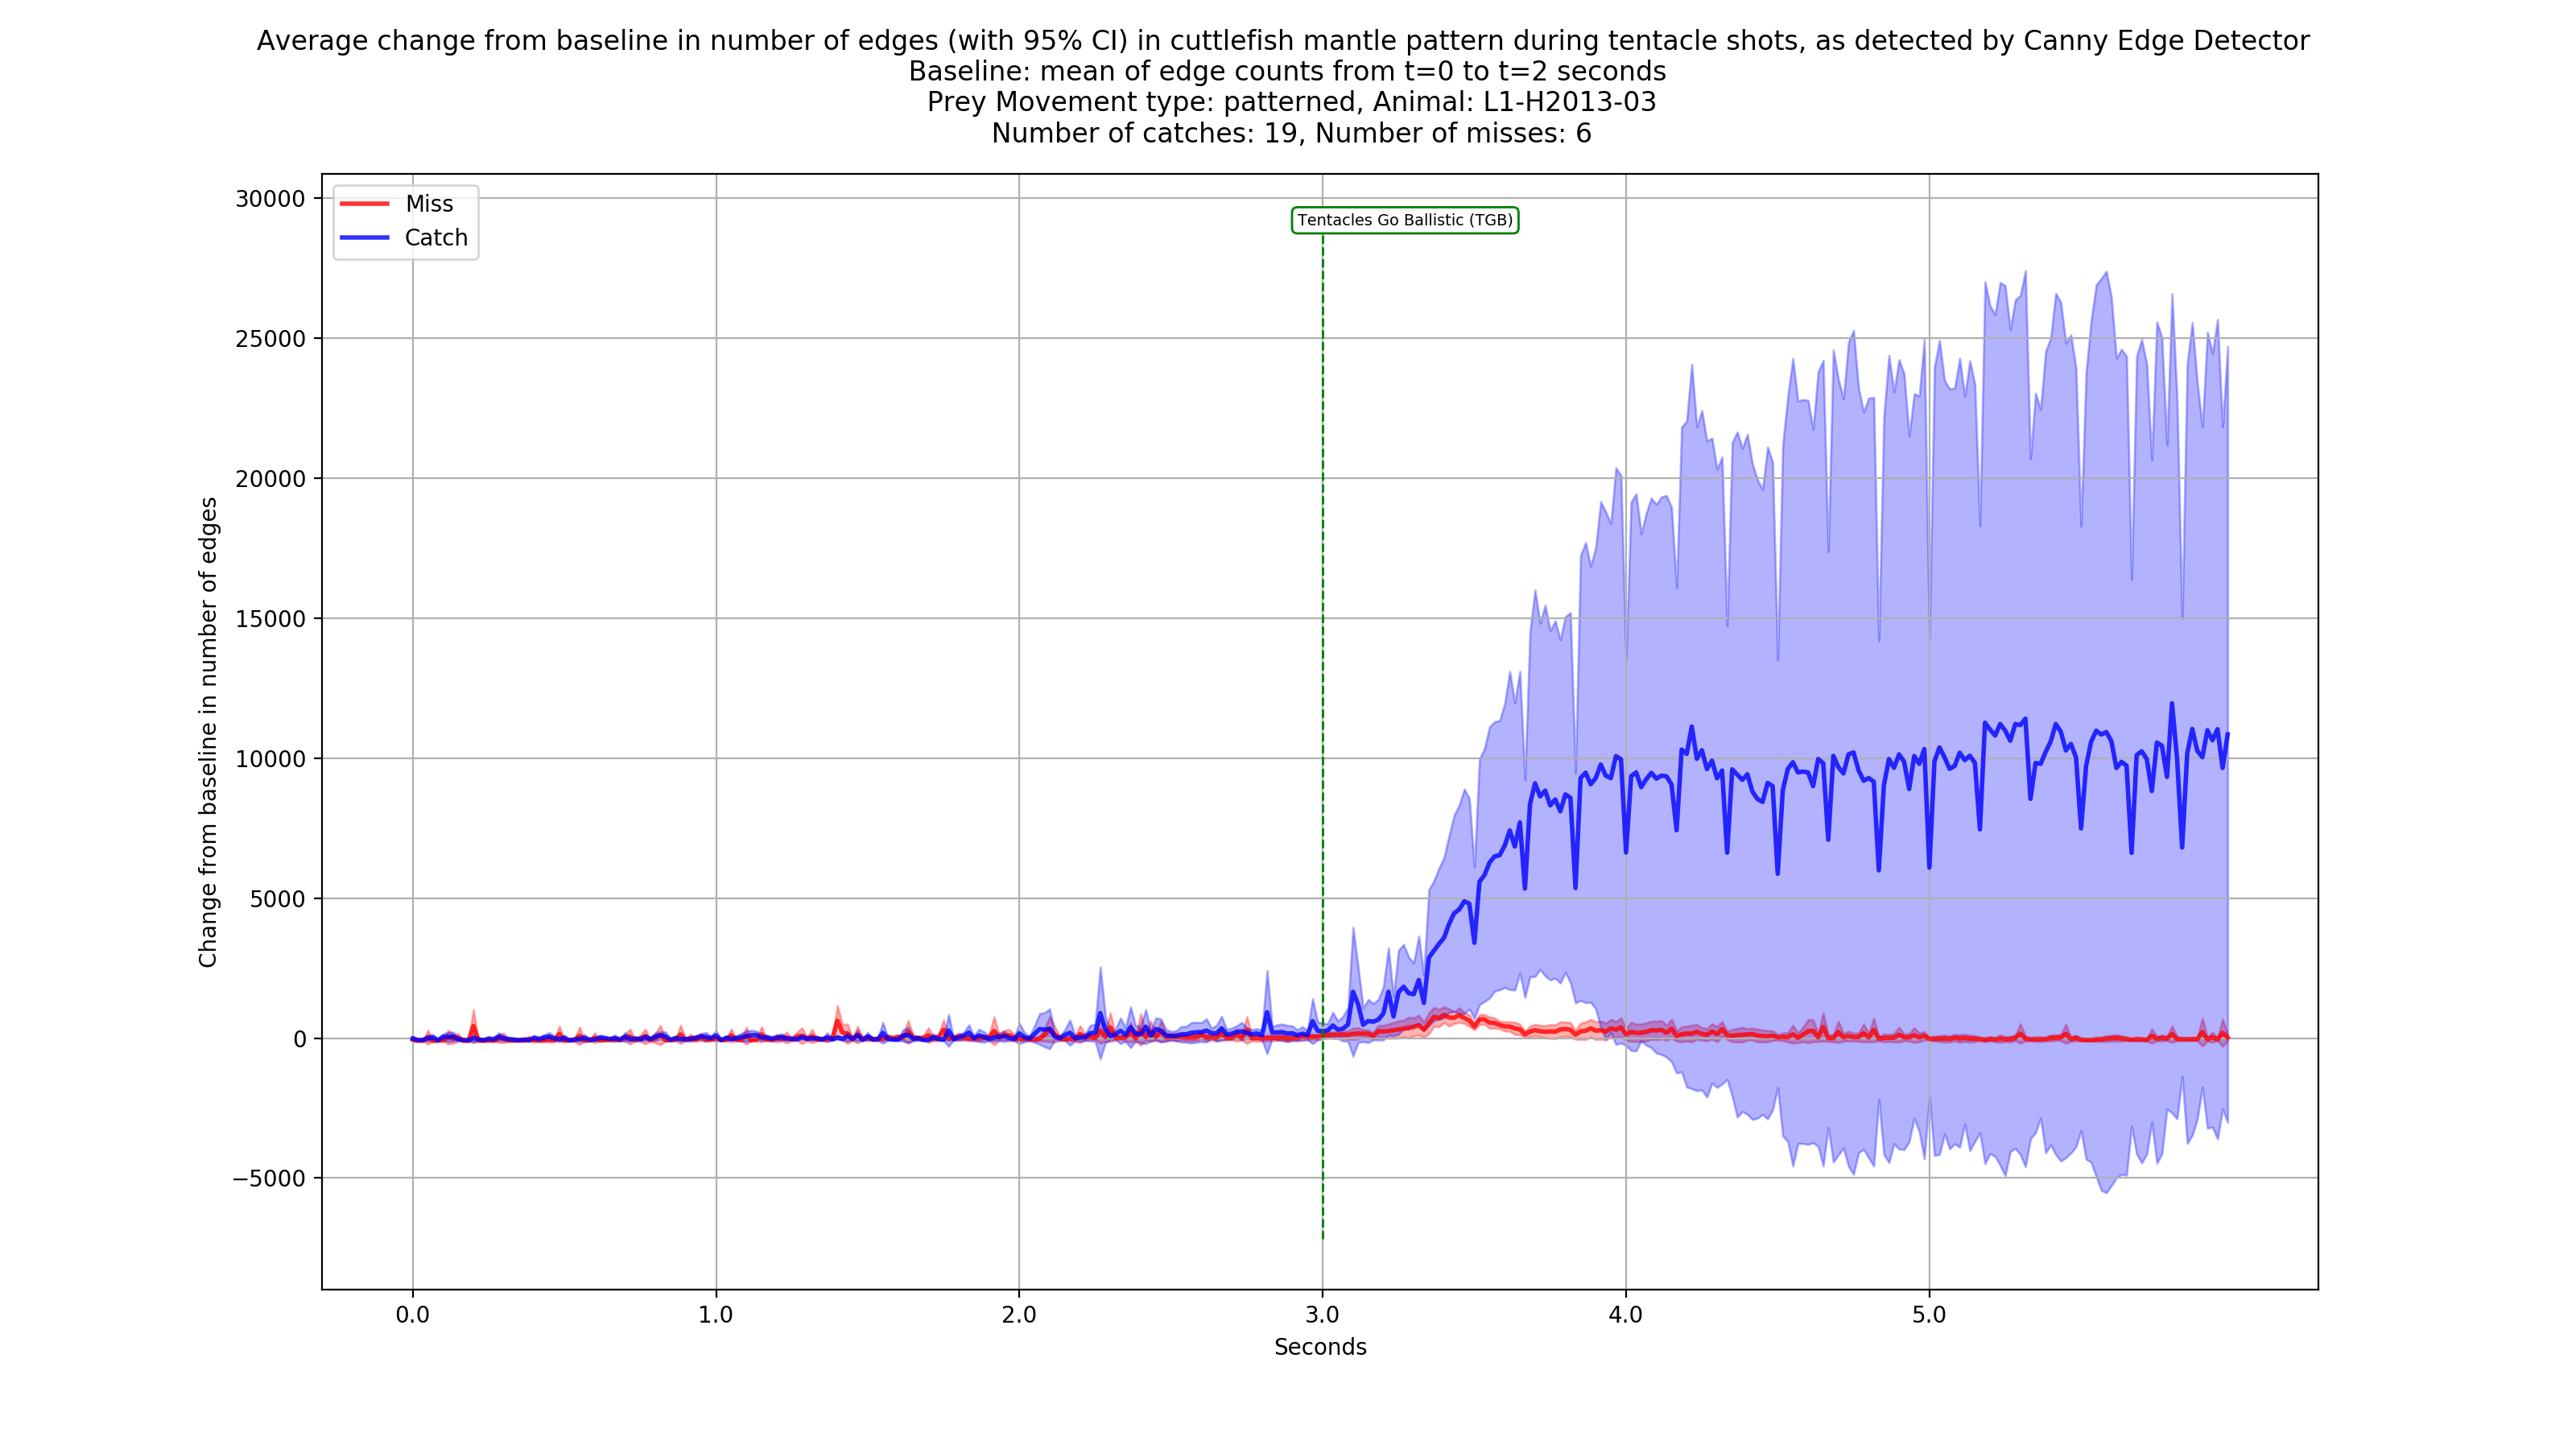 Average change from baseline in number of edges (with 95% CI) in cuttlefish mantle pattern during tentacle shots, as detected by Canny Edge Detector
Baseline: mean of edge counts from t=0 to t=2 seconds
Prey Movement type: patterned, Animal: L1-H2013-03
Number of catches: 19, Number of misses: 6
Miss
Catch
Tentacles Go Ballistic (TGB)
Change from baseline in number of edges
30000
25000
20000
15000
10000
5000
0
−5000
0.0 1.0 2.0 3.0 4.0 5.0
Seconds